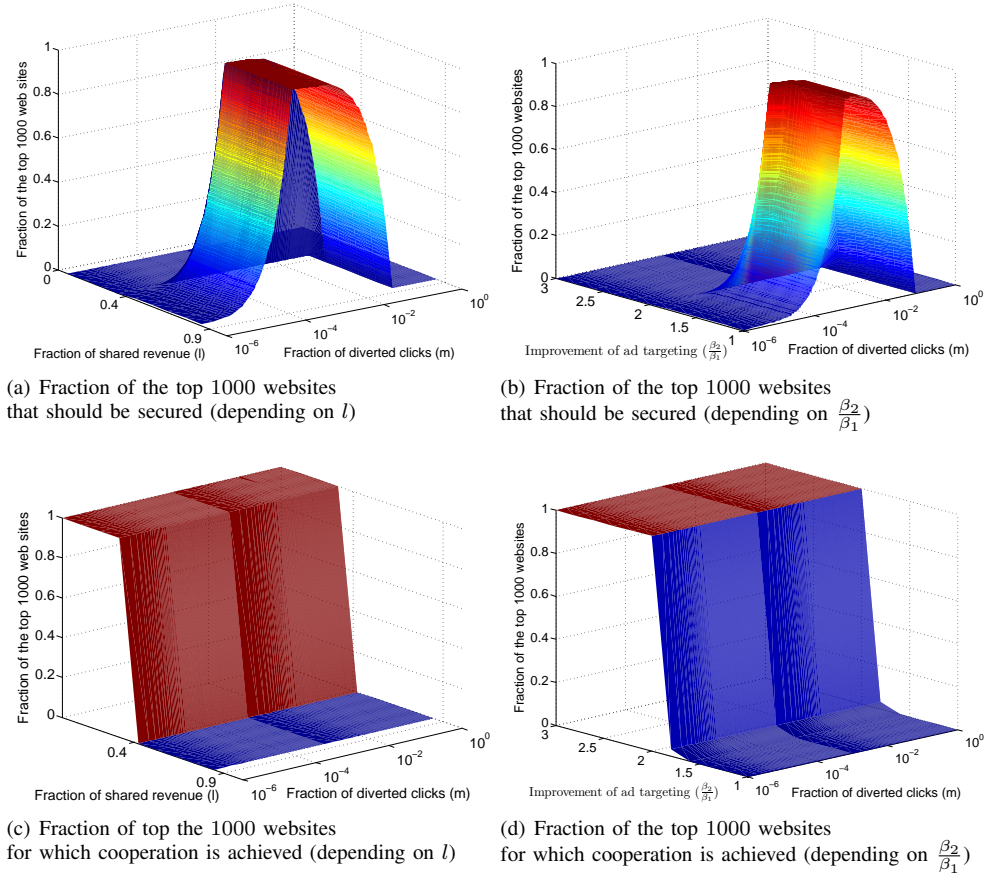 1
0.8
0.6
0.4
0.2
0
Fraction of the top 1000 web sites
0
0.4
0.9
Fraction of shared revenue (l)
10^-6
10^-4
10^-2
10^0
Fraction of diverted clicks (m)
(a) Fraction of the top 1000 websites
that should be secured (depending on l)
1
0.8
0.6
0.4
0.2
0
Fraction of the top 1000 websites
3
2.5
2
1.5
1
Improvement of ad targeting (β2/β1)
10^-6
10^-4
10^-2
10^0
Fraction of diverted clicks (m)
(b) Fraction of the top 1000 websites
that should be secured (depending on β2/β1)
1
0.8
0.6
0.4
0.2
0
Fraction of the top 1000 web sites
0.4
0.9
Fraction of shared revenue (l)
10^-6
10^-4
10^-2
10^0
Fraction of diverted clicks (m)
(c) Fraction of top the 1000 websites
for which cooperation is achieved (depending on l)
1
0.8
0.6
0.4
0.2
0
Fraction of the top 1000 websites
3
2.5
2
1.5
1
Improvement of ad targeting (β2/β1)
10^-6
10^-4
10^-2
10^0
Fraction of diverted clicks (m)
(d) Fraction of the top 1000 websites
for which cooperation is achieved (depending on β2/β1)